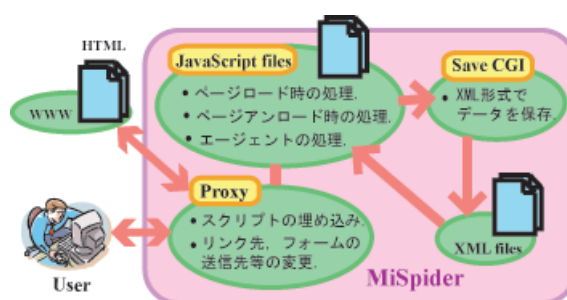 HTML
WWW
JavaScript files
• ページロード時の処理.
• ページアンロード時の処理.
• エージェントの処理.
Save CGI
• XML形式で
データを保存.
Proxy
• スクリプトの埋め込み.
• リンク先, フォームの
送信先等の変更.
XML files
User
MiSpider